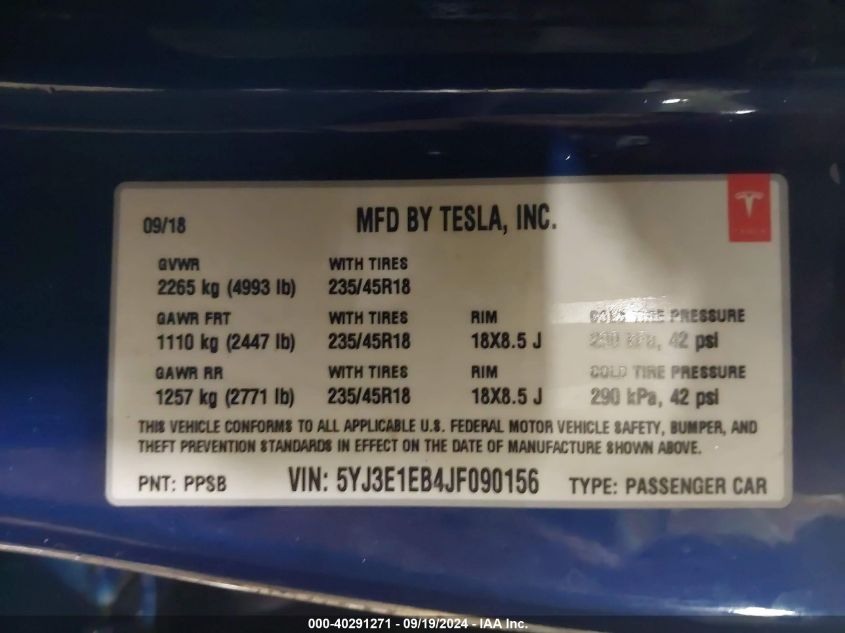 09/18 MFD BY TESLA, INC.
GVWR WITH TIRES
2265 kg (4993 lb) 235/45R18
GAWR FRT WITH TIRES RIM COLD TIRE PRESSURE
1110 kg (2447 lb) 235/45R18 18X8.5 J 290 kPa, 42 psi
GAWR RR WITH TIRES RIM COLD TIRE PRESSURE
1257 kg (2771 lb) 235/45R18 18X8.5 J 290 kPa, 42 psi
THIS VEHICLE CONFORMS TO ALL APPLICABLE U.S. FEDERAL MOTOR VEHICLE SAFETY, BUMPER, AND
THEFT PREVENTION STANDARDS IN EFFECT ON THE DATE OF MANUFACTURE SHOWN ABOVE.
PNT: PPSB VIN: 5YJ3E1EB4JF090156 TYPE: PASSENGER CAR
000-40291271 - 09/19/2024 - IAA Inc.